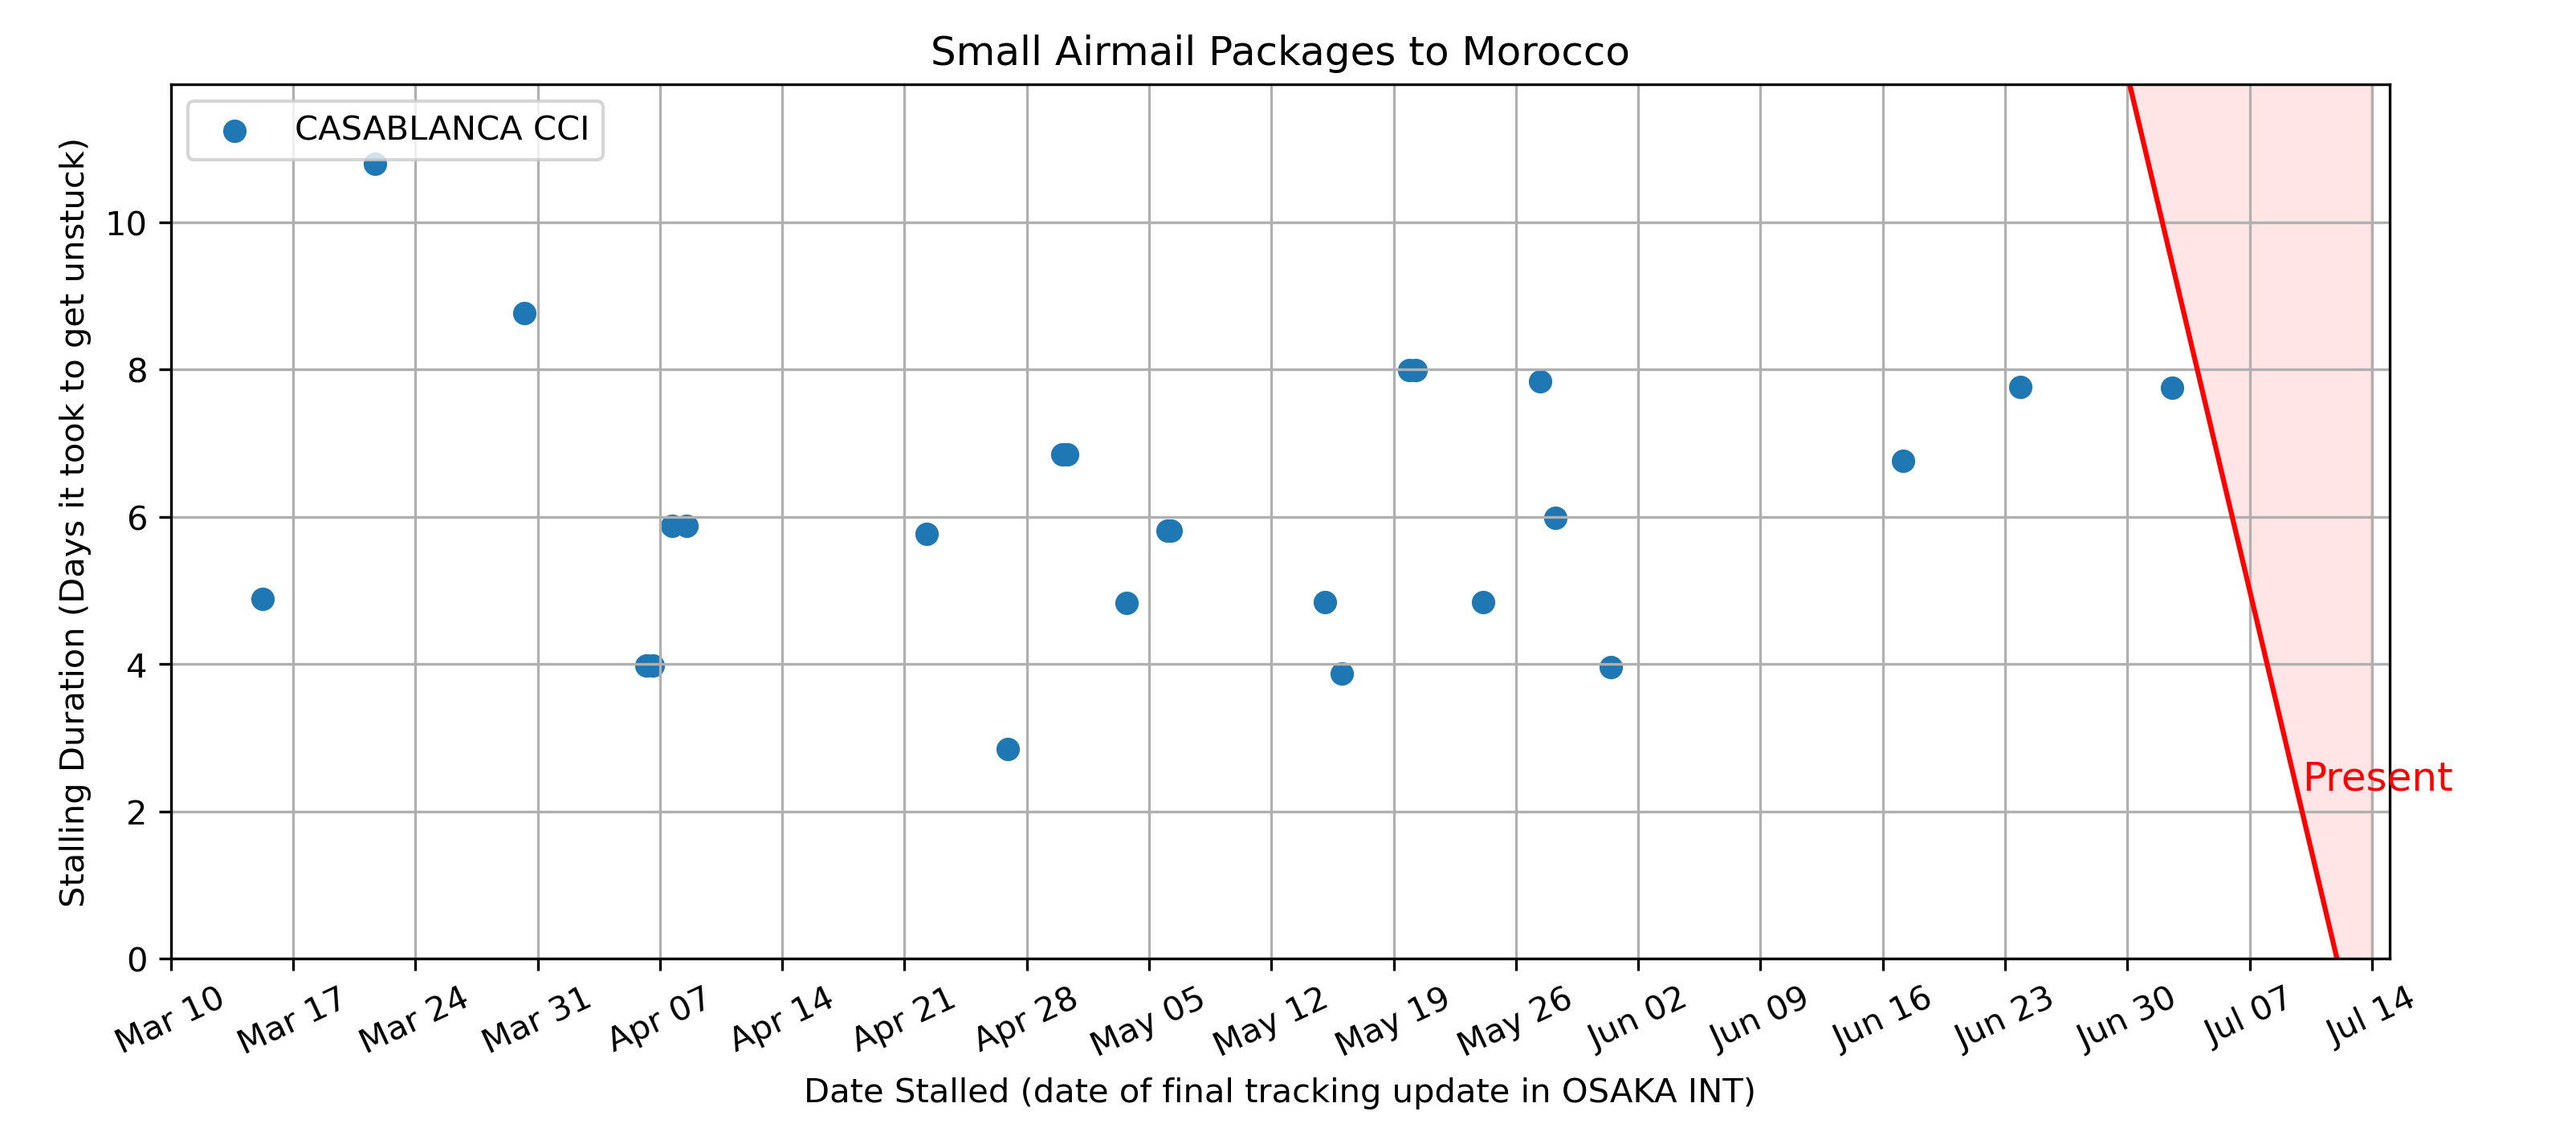 Small Airmail Packages to Morocco
CASABLANCA CCI
Stalling Duration (Days it took to get unstuck)
10
8
6
4
2
0
Present
Mar 10 Mar 17 Mar 24 Mar 31 Apr 07 Apr 14 Apr 21 Apr 28 May 05 May 12 May 19 May 26 Jun 02 Jun 09 Jun 16 Jun 23 Jun 30 Jul 07 Jul 14
Date Stalled (date of final tracking update in OSAKA INT)